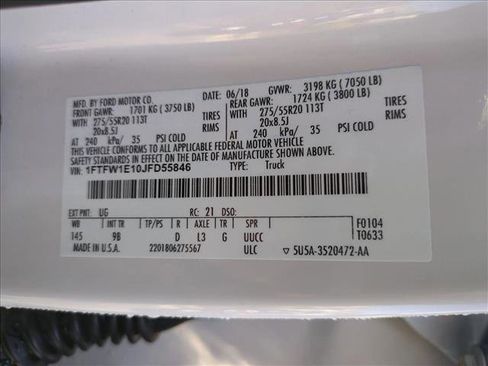 MFD. BY FORD MOTOR CO. DATE: 06/18 GVWR: 3198 KG ( 7050 LB)
FRONT GAWR: 1701 KG ( 3750 LB) REAR GAWR: 1724 KG ( 3800 LB)
WITH 275/55R20 113T TIRES WITH 275/55R20 113T TIRES
20x8.5J RIMS 20x8.5J RIMS
AT 240 kPa/ 35 PSI COLD AT 240 kPa/ 35 PSI COLD
THIS VEHICLE CONFORMS TO ALL APPLICABLE FEDERAL MOTOR VEHICLE
SAFETY STANDARDS IN EFFECT ON THE DATE OF MANUFACTURE SHOWN ABOVE.
VIN: 1FTFW1E10JFD55846 TYPE: Truck
EXT PNT: UG RC: 21 DSO:
WB INT TR TP/PS R AXLE TR SPR F0104
145 9B D L3 G UUCC T0633
MADE IN U.S.A. 2201806275567 ULC 5U5A-3520472-AA